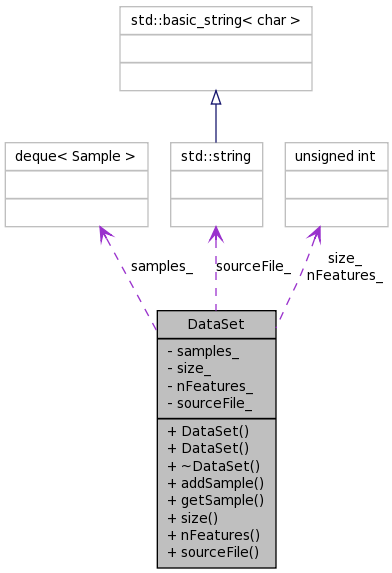 std::basic_string< char >
deque< Sample >
std::string
unsigned int
samples_
sourceFile_
size_
nFeatures_
DataSet
- samples_
- size_
- nFeatures_
- sourceFile_
+ DataSet()
+ DataSet()
+ ~DataSet()
+ addSample()
+ getSample()
+ size()
+ nFeatures()
+ sourceFile()